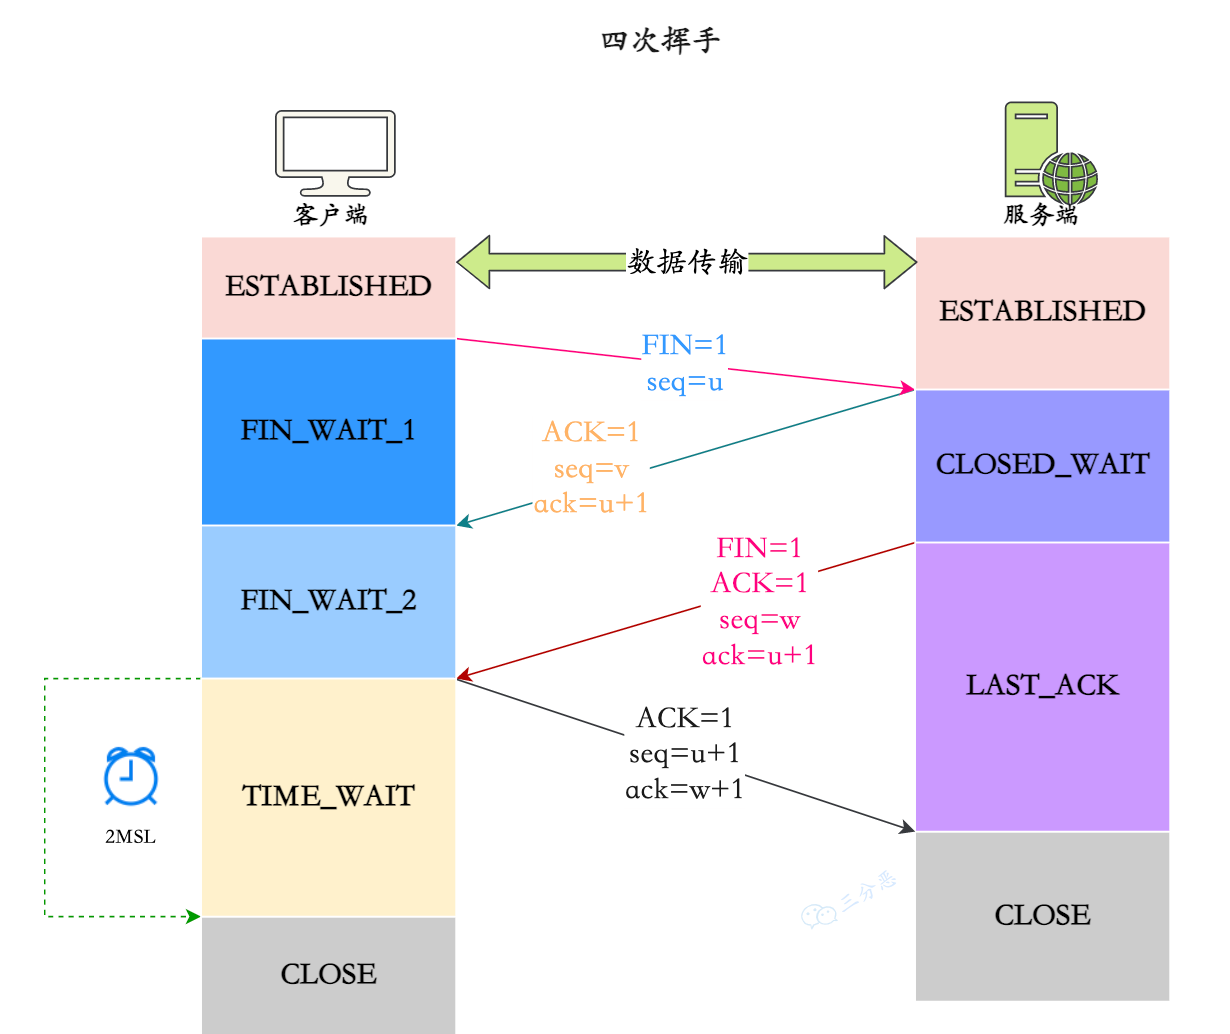 四次挥手
客户端
服务端
数据传输
ESTABLISHED
ESTABLISHED
FIN=1
seq=u
FIN_WAIT_1
ACK=1
seq=v
ack=u+1
CLOSED_WAIT
FIN=1
ACK=1
seq=w
ack=u+1
FIN_WAIT_2
LAST_ACK
ACK=1
seq=u+1
ack=w+1
TIME_WAIT
2MSL
三分恶
CLOSE
CLOSE